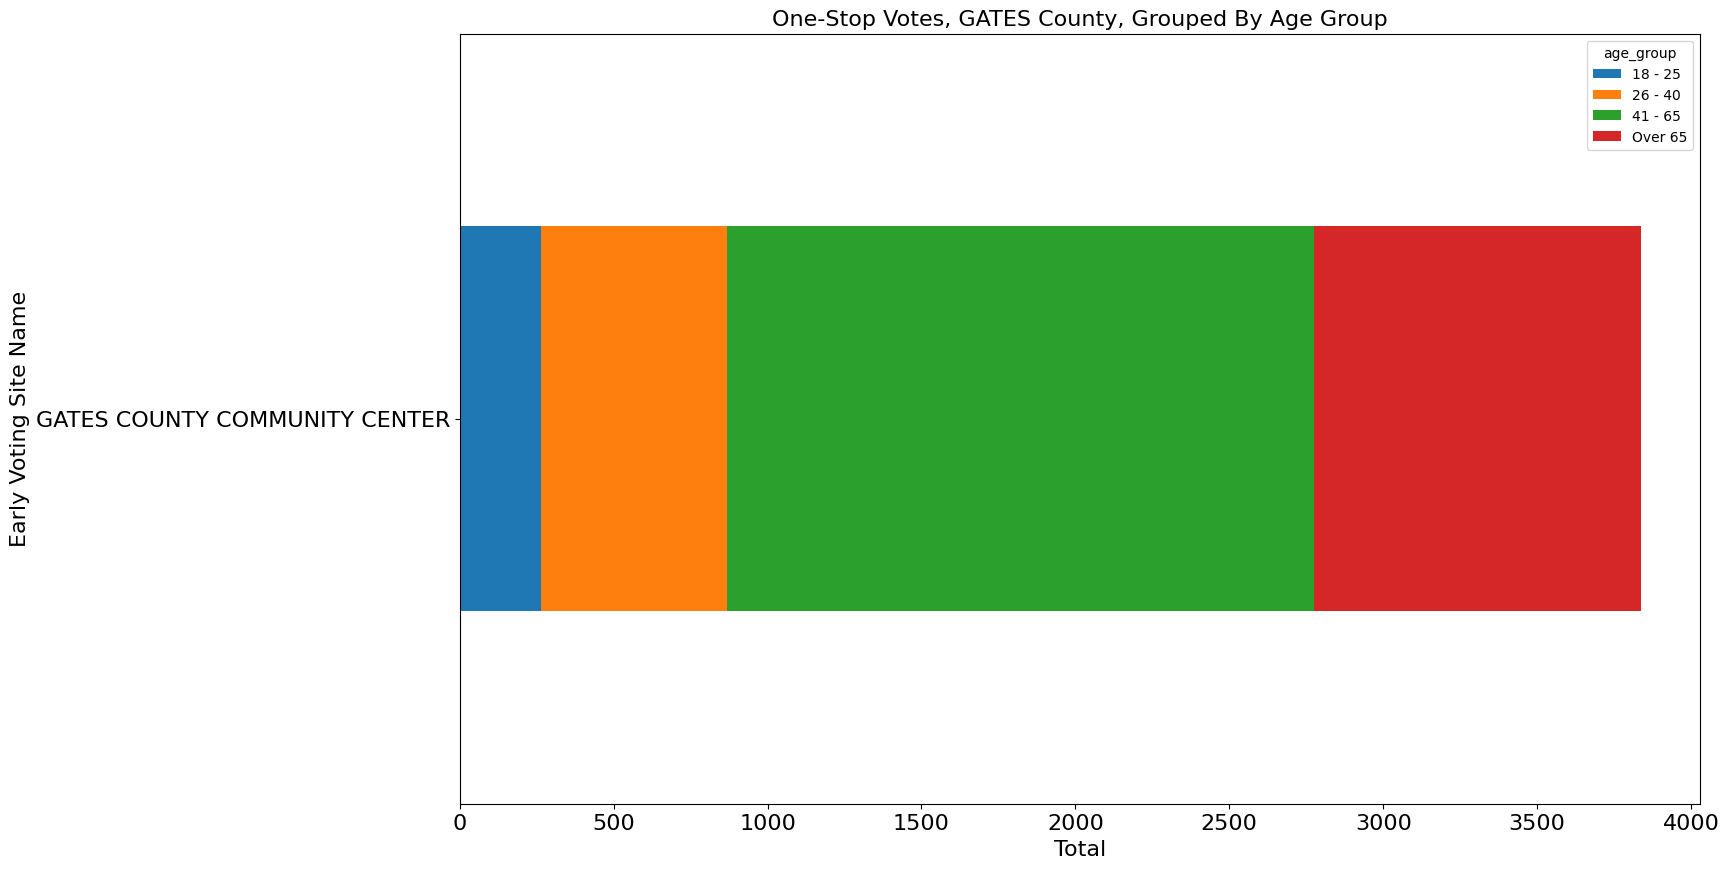 One-Stop Votes, GATES County, Grouped By Age Group
age_group
18 - 25
26 - 40
41 - 65
Over 65
Early Voting Site Name
GATES COUNTY COMMUNITY CENTER
0 500 1000 1500 2000 2500 3000 3500 4000
Total